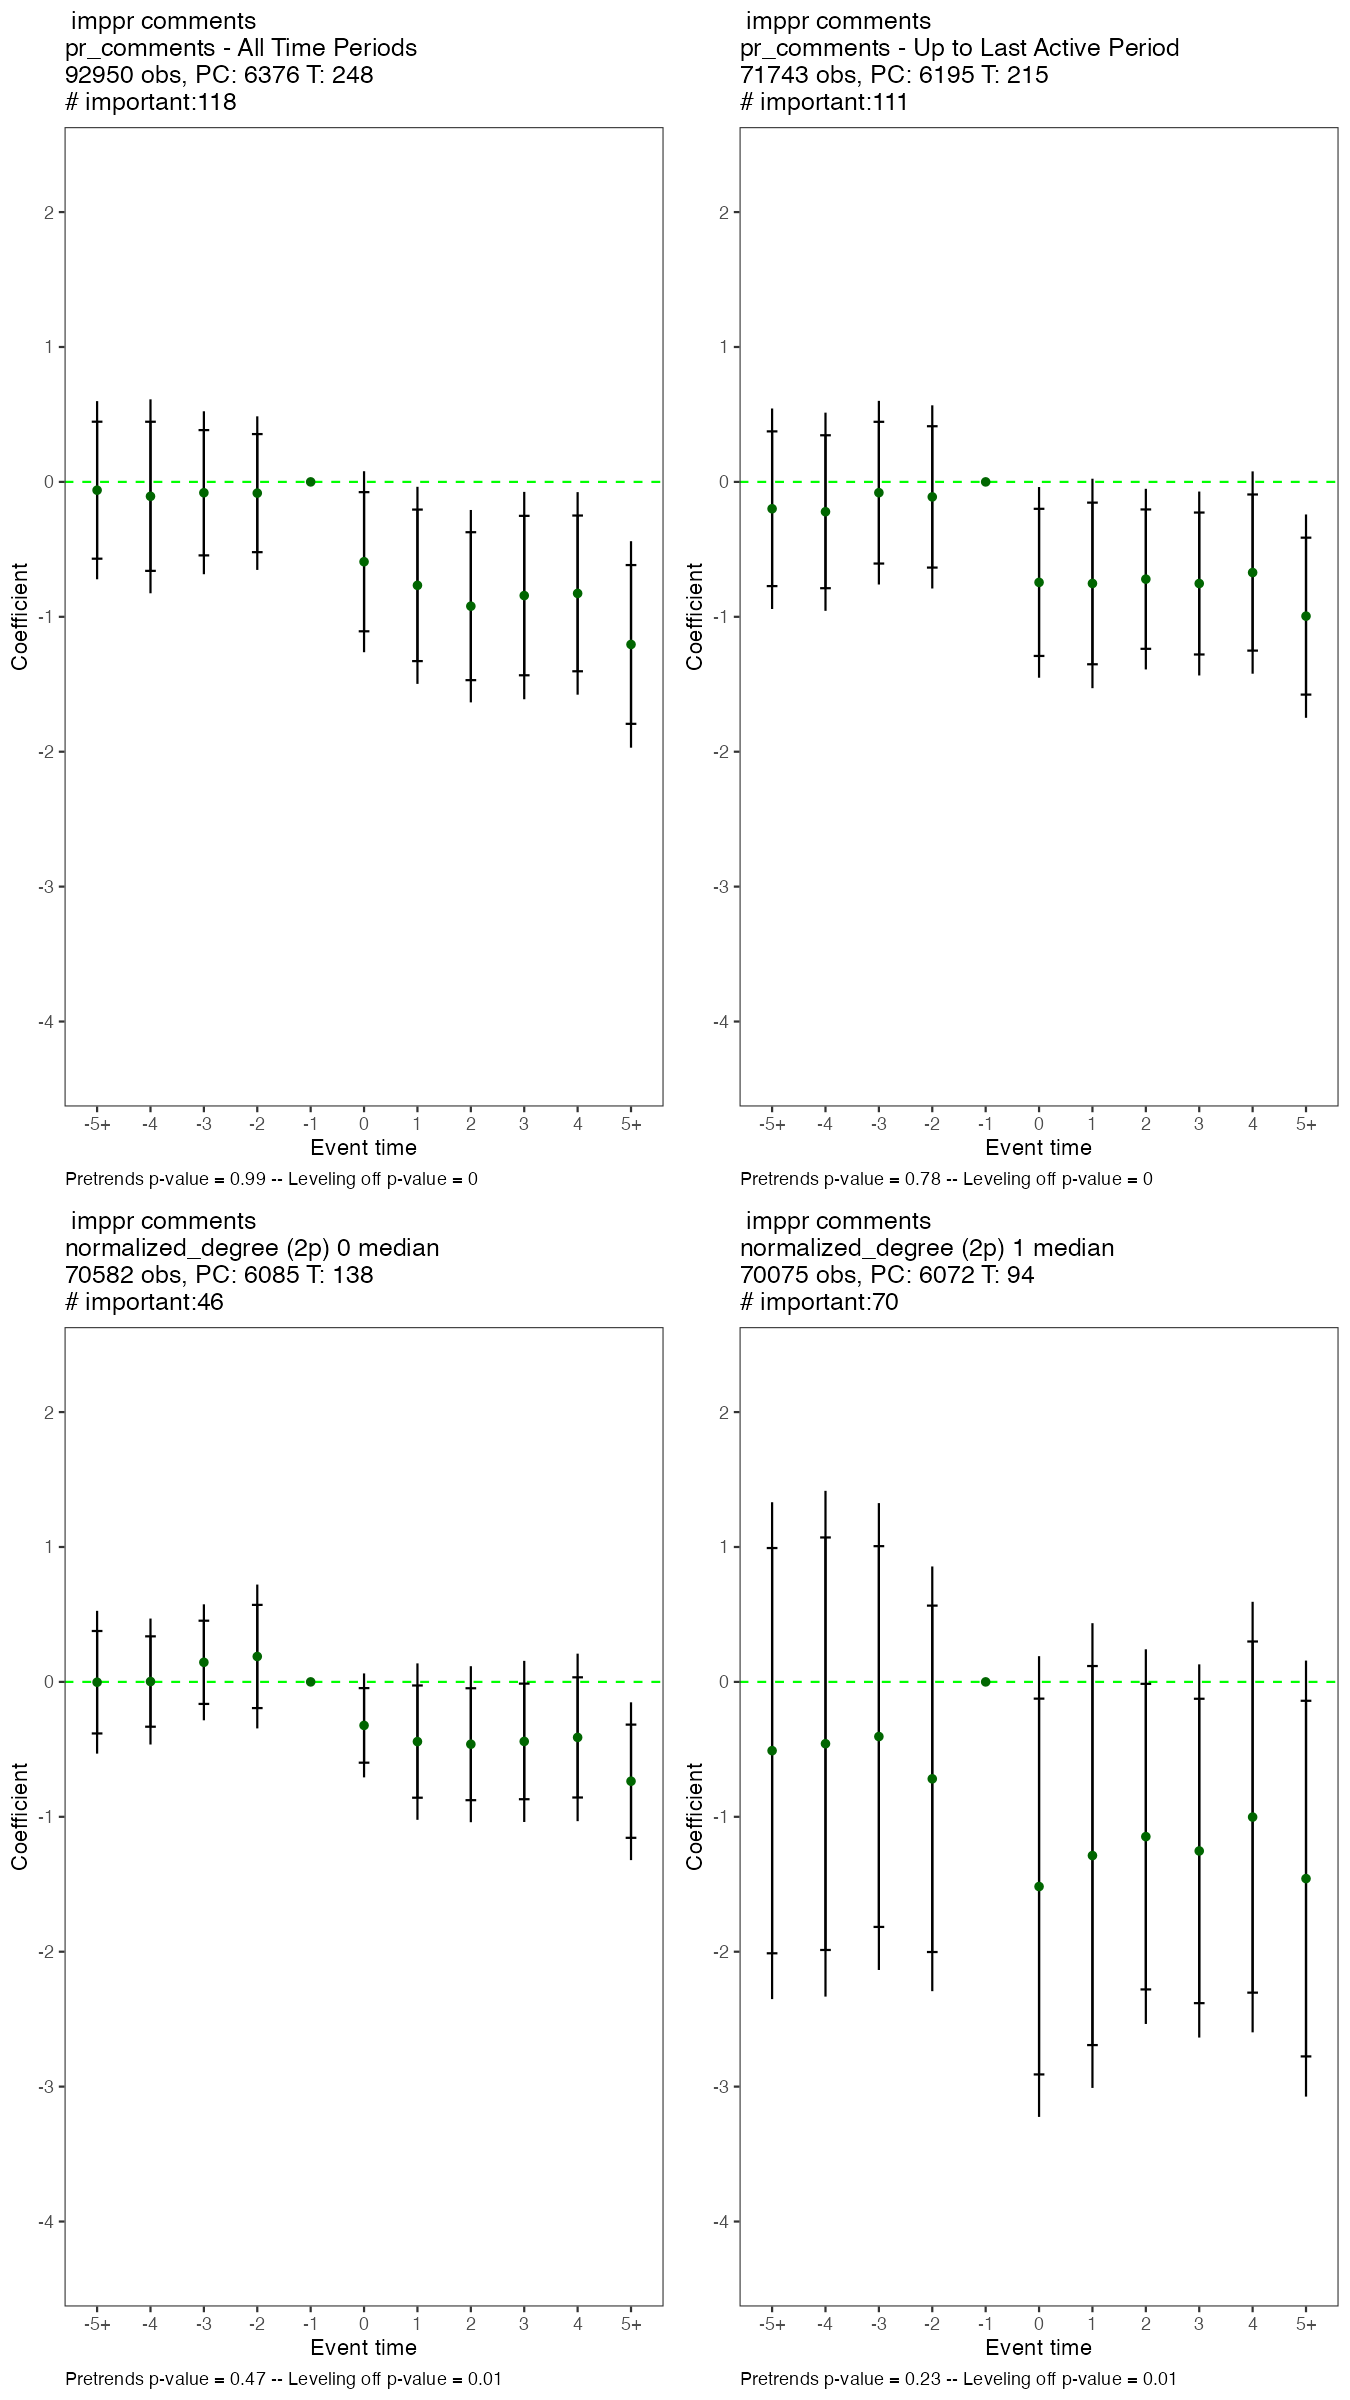 imppr comments
pr_comments - All Time Periods
92950 obs, PC: 6376 T: 248
# important:118
2
1
0
-1
-2
-3
-4
Coefficient
-5+ -4 -3 -2 -1 0 1 2 3 4 5+
Event time
Pretrends p-value = 0.99 -- Leveling off p-value = 0
imppr comments
pr_comments - Up to Last Active Period
71743 obs, PC: 6195 T: 215
# important:111
2
1
0
-1
-2
-3
-4
Coefficient
-5+ -4 -3 -2 -1 0 1 2 3 4 5+
Event time
Pretrends p-value = 0.78 -- Leveling off p-value = 0
imppr comments
normalized_degree (2p) 0 median
70582 obs, PC: 6085 T: 138
# important:46
2
1
0
-1
-2
-3
-4
Coefficient
-5+ -4 -3 -2 -1 0 1 2 3 4 5+
Event time
Pretrends p-value = 0.47 -- Leveling off p-value = 0.01
imppr comments
normalized_degree (2p) 1 median
70075 obs, PC: 6072 T: 94
# important:70
2
1
0
-1
-2
-3
-4
Coefficient
-5+ -4 -3 -2 -1 0 1 2 3 4 5+
Event time
Pretrends p-value = 0.23 -- Leveling off p-value = 0.01